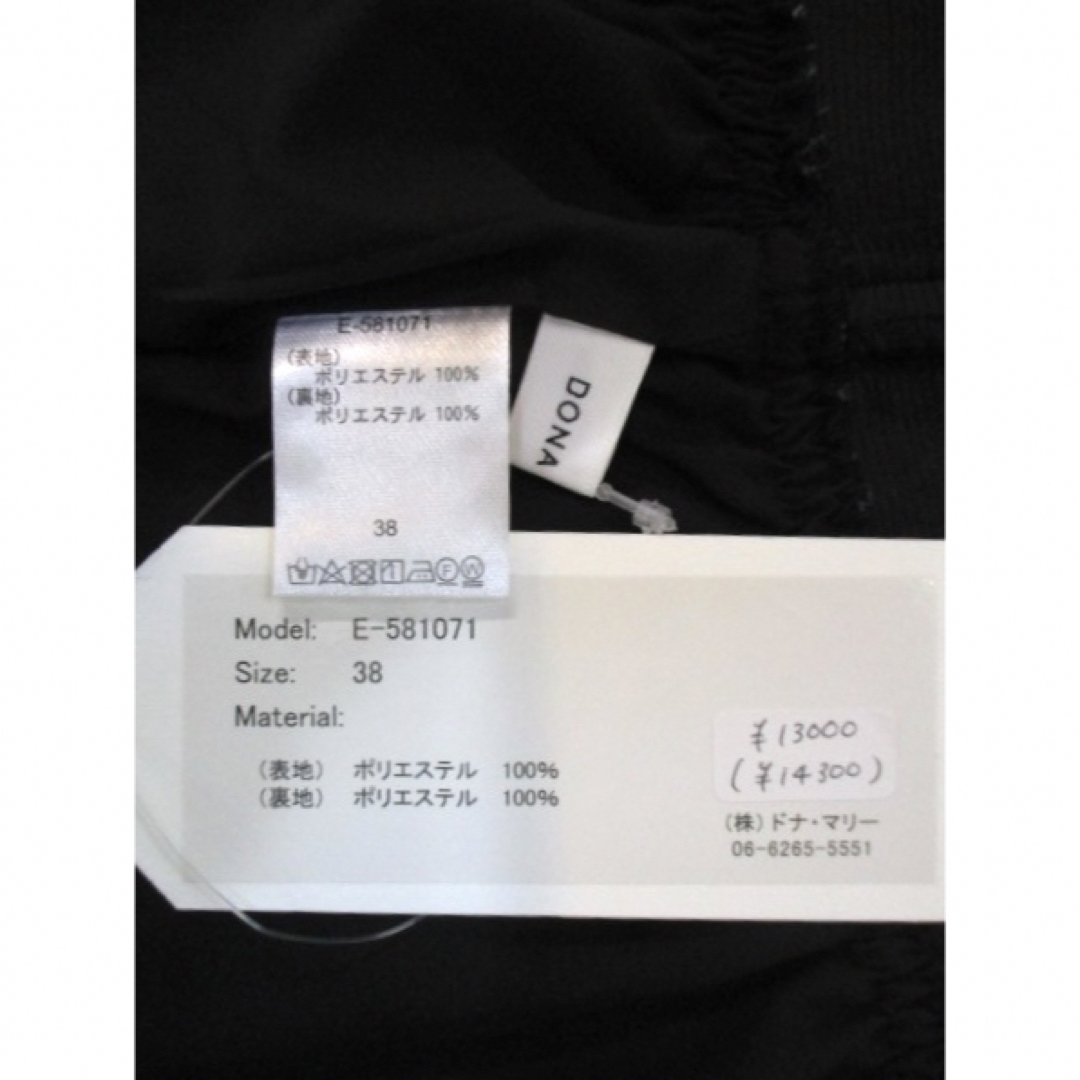 E-581071
(表地)
ポリエステル 100%
(裏地)
ポリエステル 100%
38
DONA
Model: E-581071
Size: 38
Material:
(表地) ポリエステル 100%
(裏地) ポリエステル 100%
¥13000
(¥14300)
(株)ドナ・マリー
06-6265-5551